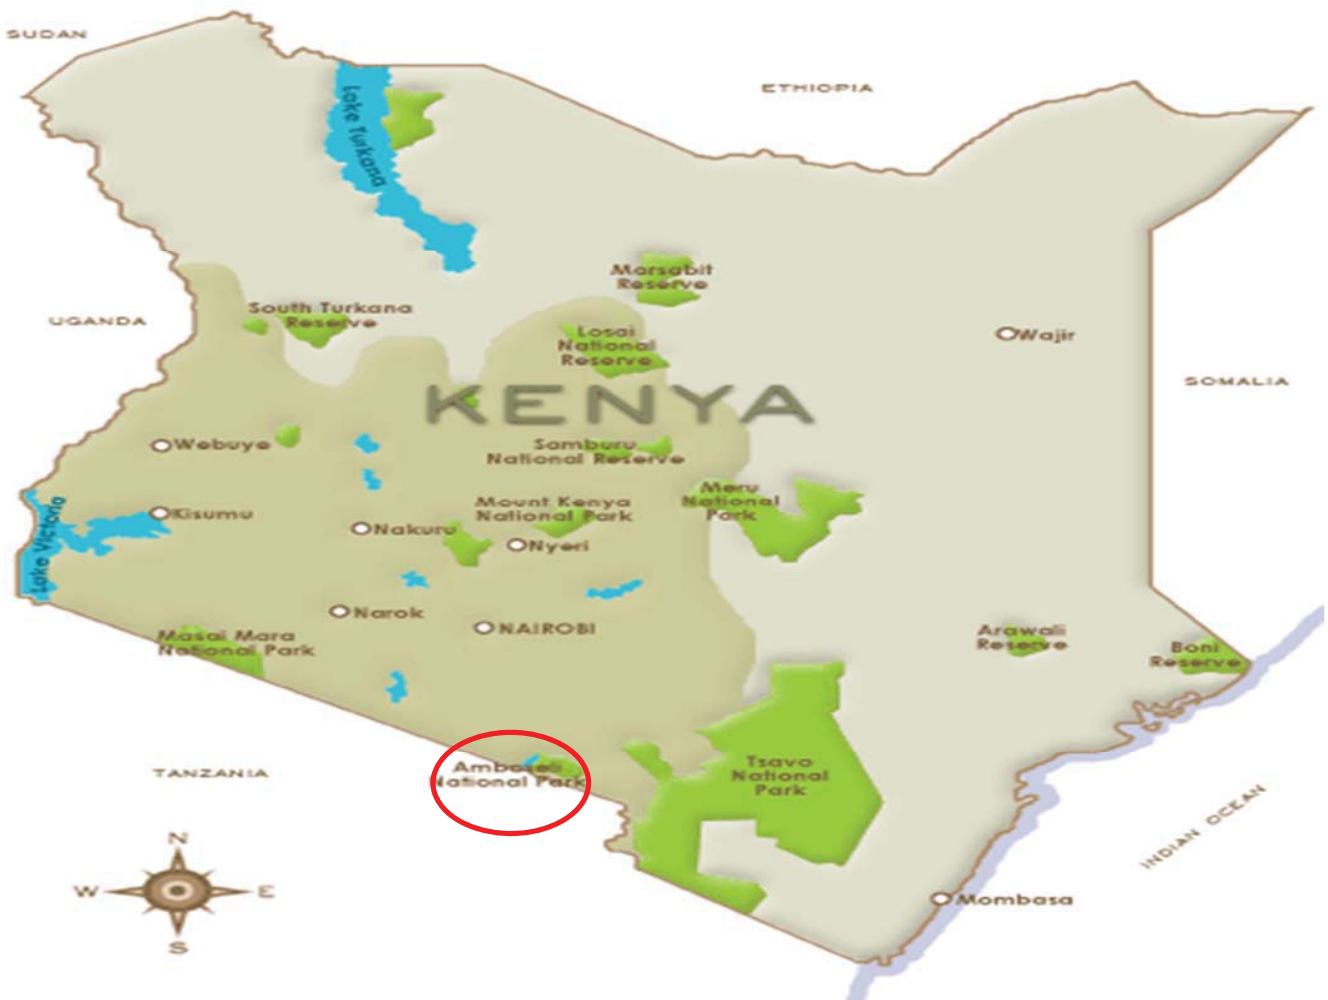 SUDAN
ETHIOPIA
Lake Turkana
Marsabit
Reserve
South Turkana
Reserve
UGANDA
Losai
National
Reserve
Wajir
SOMALIA
KENYA
Webuye
Samburu
National Reserve
Meru
National
Park
Mount Kenya
National Park
Lake Victoria
Kisumu
Nakuru
Nyeri
Narok
NAIROBI
Masai Mara
National Park
Arawali
Reserve
Boni
Reserve
TANZANIA
Amboseli
National Park
Tsavo
National
Park
INDIAN OCEAN
N
W
E
S
Mombasa